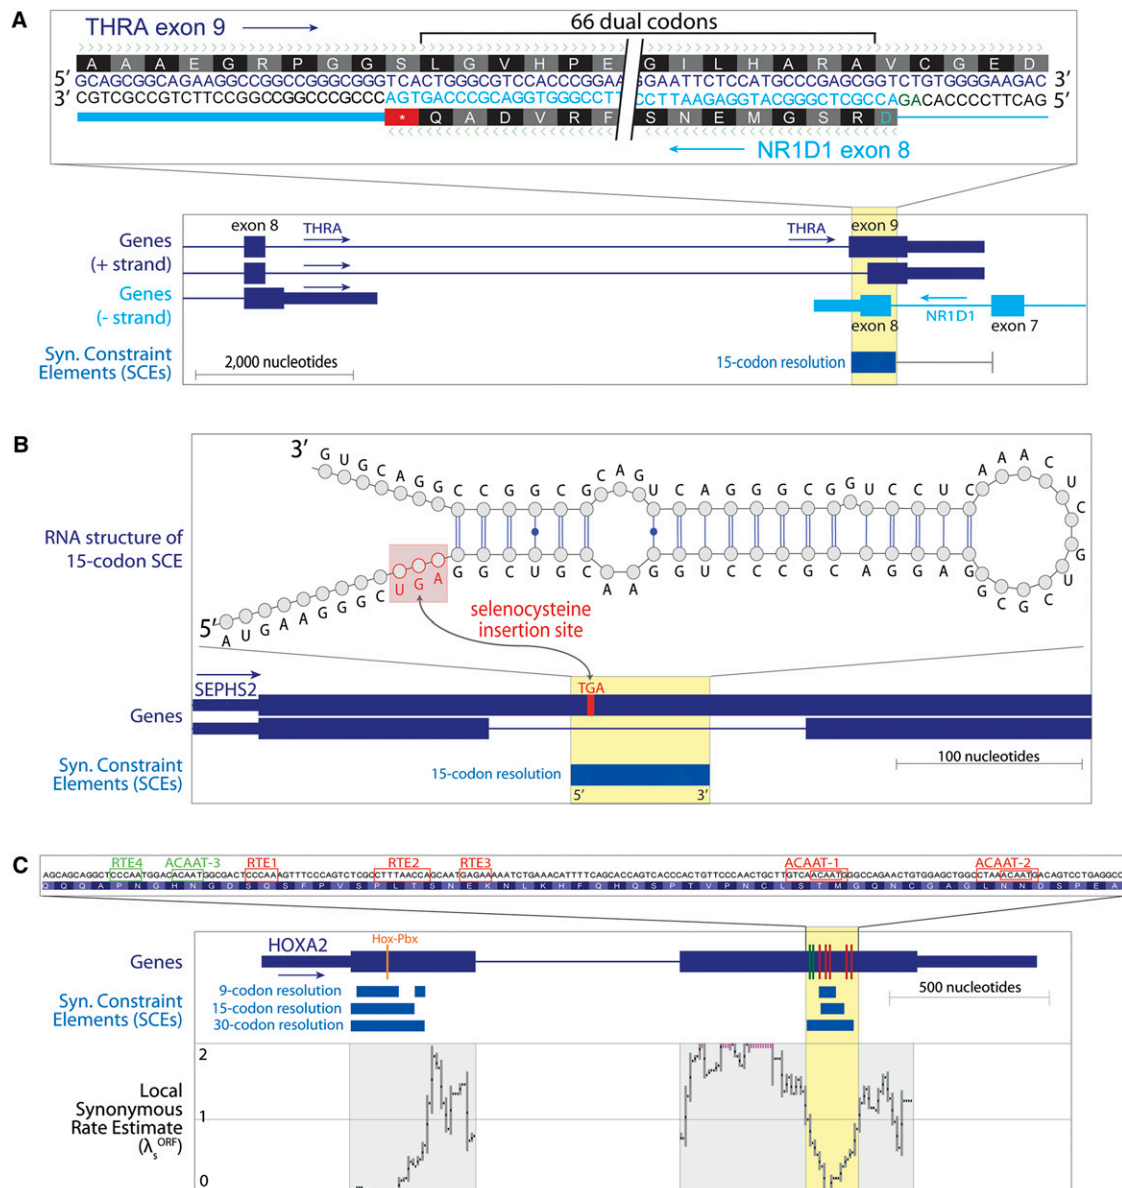 A
THRA exon 9
66 dual codons
A A A E G R P G G S L G V H P E G I L H A R A V C G E D
5′ GCAGCGGCAGAAGGCCGGCCGGGCGGGTCACTGGGCGTCCACCCGGAA GGAATTCTCCATGCCCGAGCGGTCTGTGGGGAAGAC 3′
3′ CGTCGCCGTCTTCCGGCCGGCCCGCCCAGTGACCCGCAGGTGGGCCTT CCTTAAGAGGTACGGGCTCGCCAGACACCCCTTCAG 5′
* Q A D V R F S N E M G S R D
NR1D1 exon 8
exon 8 THRA THRA exon 9
Genes
(+ strand)
Genes
(- strand)
exon 8 NR1D1 exon 7
Syn. Constraint
Elements (SCEs)
2,000 nucleotides
15-codon resolution
B
3′ G U G C A G G C C G G C G C A G U C A G G G C G G U C C U C A A A C U C U G C G C
RNA structure of
15-codon SCE
5′ A U G A A G G G C U G A G G C U G C A A G G U C C C G C A G G A G
selenocysteine
insertion site
SEPHS2
TGA
Genes
100 nucleotides
Syn. Constraint
Elements (SCEs)
15-codon resolution
5′ 3′
C
RTE4 ACAAT-3 RTE1 RTE2 RTE3 ACAAT-1 ACAAT-2
AGCAGCAGGCTCCCAATGGACACAATGGCGACTCCCAAAGTTTCCCAGTCTCGCCTTTAACCAGCAATGAGAAAAATCTGAAACATTTTCAGCACCAGTCACCCACTGTTCCCAACTGCTTGTCAACAATGGGCCAGAACTGTGGAGCTGGCCTAAACAATGACAGTCCTGAGGCC
Q Q A P N G H N G D S Q S F P V S P L T S N E K N L K H F Q H Q S P T V P N C L S T M G Q N C G A G L N N D S P E A
HOXA2
Hox-Pbx
Genes
Syn. Constraint
Elements (SCEs)
9-codon resolution
15-codon resolution
30-codon resolution
500 nucleotides
Local
Synonymous
Rate Estimate
(λsORF)
2
1
0